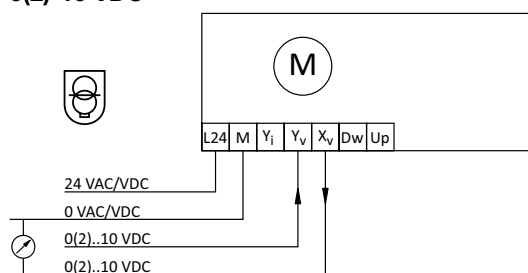 0(2)-10 VDC
M
L24 M Yi Yv Xv Dw Up
24 VAC/VDC
0 VAC/VDC
0(2)..10 VDC
0(2)..10 VDC